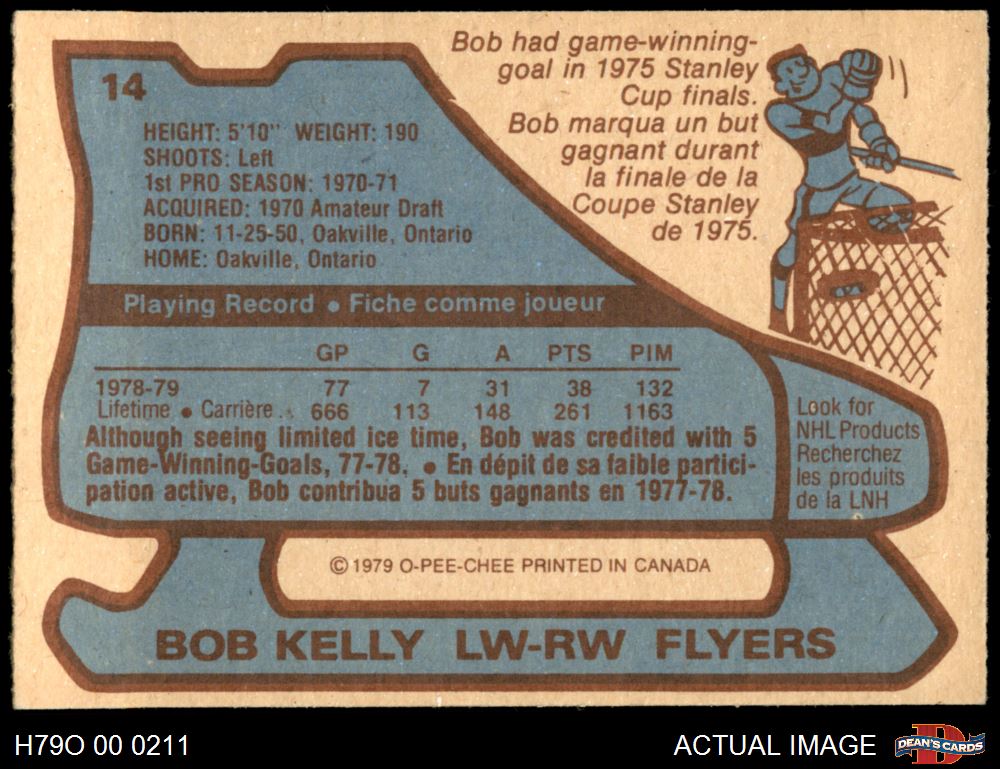 14
Bob had game-winning-
goal in 1975 Stanley
Cup finals.
Bob marqua un but
gagnant durant
la finale de la
Coupe Stanley
de 1975.
HEIGHT: 5'10" WEIGHT: 190
SHOOTS: Left
1st PRO SEASON: 1970-71
ACQUIRED: 1970 Amateur Draft
BORN: 11-25-50, Oakville, Ontario
HOME: Oakville, Ontario
Playing Record • Fiche comme joueur
GP G A PTS PIM
1978-79 77 7 31 38 132
Lifetime • Carrière .. 666 113 148 261 1163
Although seeing limited ice time, Bob was credited with 5
Game-Winning-Goals, 77-78. • En dépit de sa faible partici-
pation active, Bob contribua 5 buts gagnants en 1977-78.
Look for
NHL Products
Recherchez
les produits
de la LNH
© 1979 O-PEE-CHEE PRINTED IN CANADA
BOB KELLY LW-RW FLYERS
H79O 00 0211
ACTUAL IMAGE
D
DEAN'S CARDS